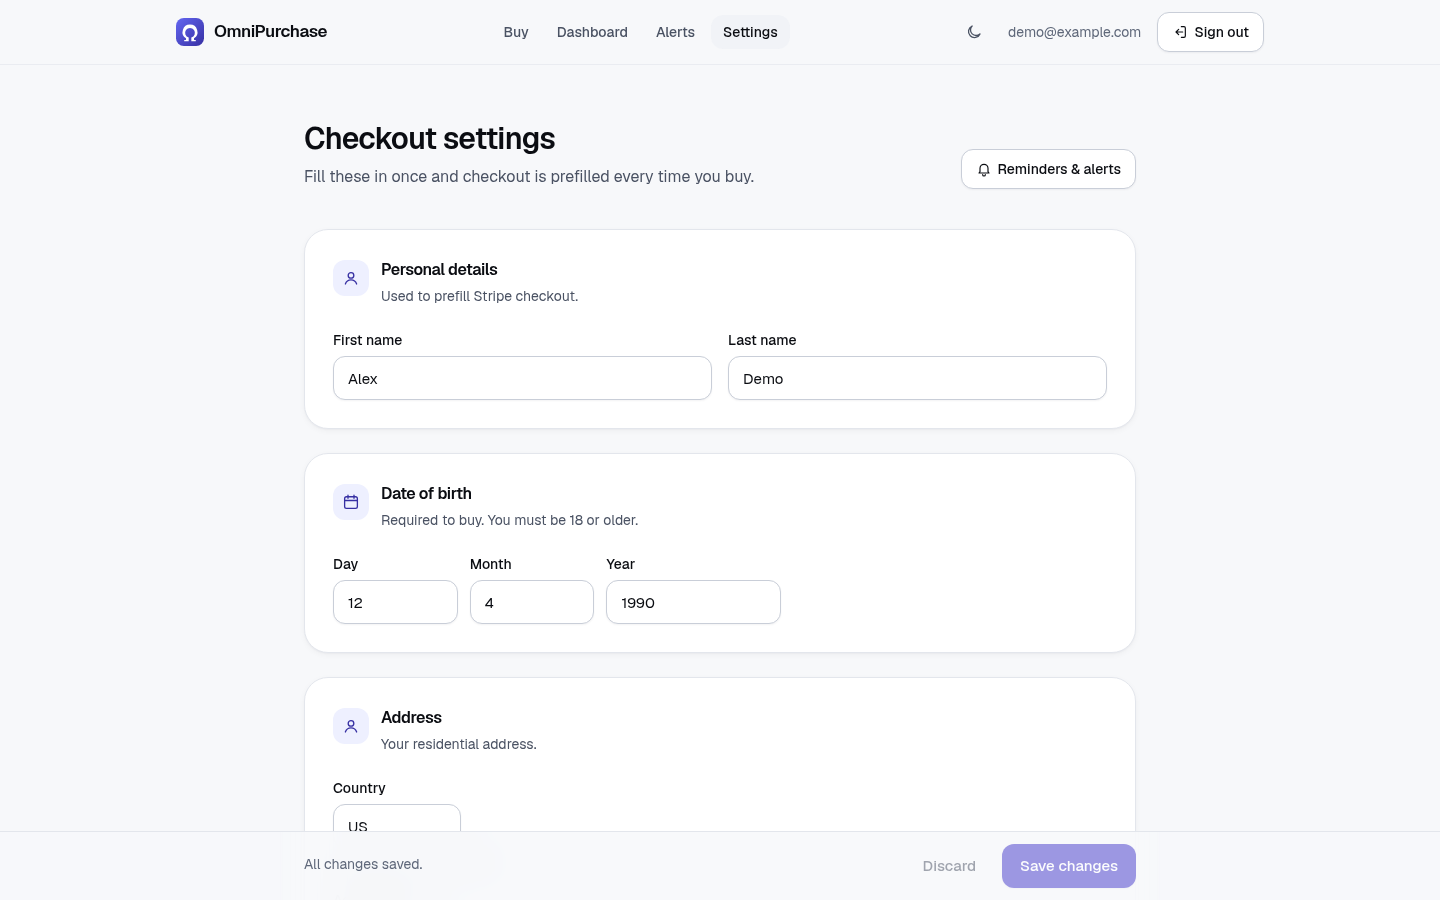 OmniPurchase
Buy
Dashboard
Alerts
Settings
demo@example.com
Sign out
Checkout settings
Fill these in once and checkout is prefilled every time you buy.
Reminders & alerts
Personal details
Used to prefill Stripe checkout.
First name
Last name
Alex
Demo
Date of birth
Required to buy. You must be 18 or older.
Day
Month
Year
12
4
1990
Address
Your residential address.
Country
US
All changes saved.
Discard
Save changes